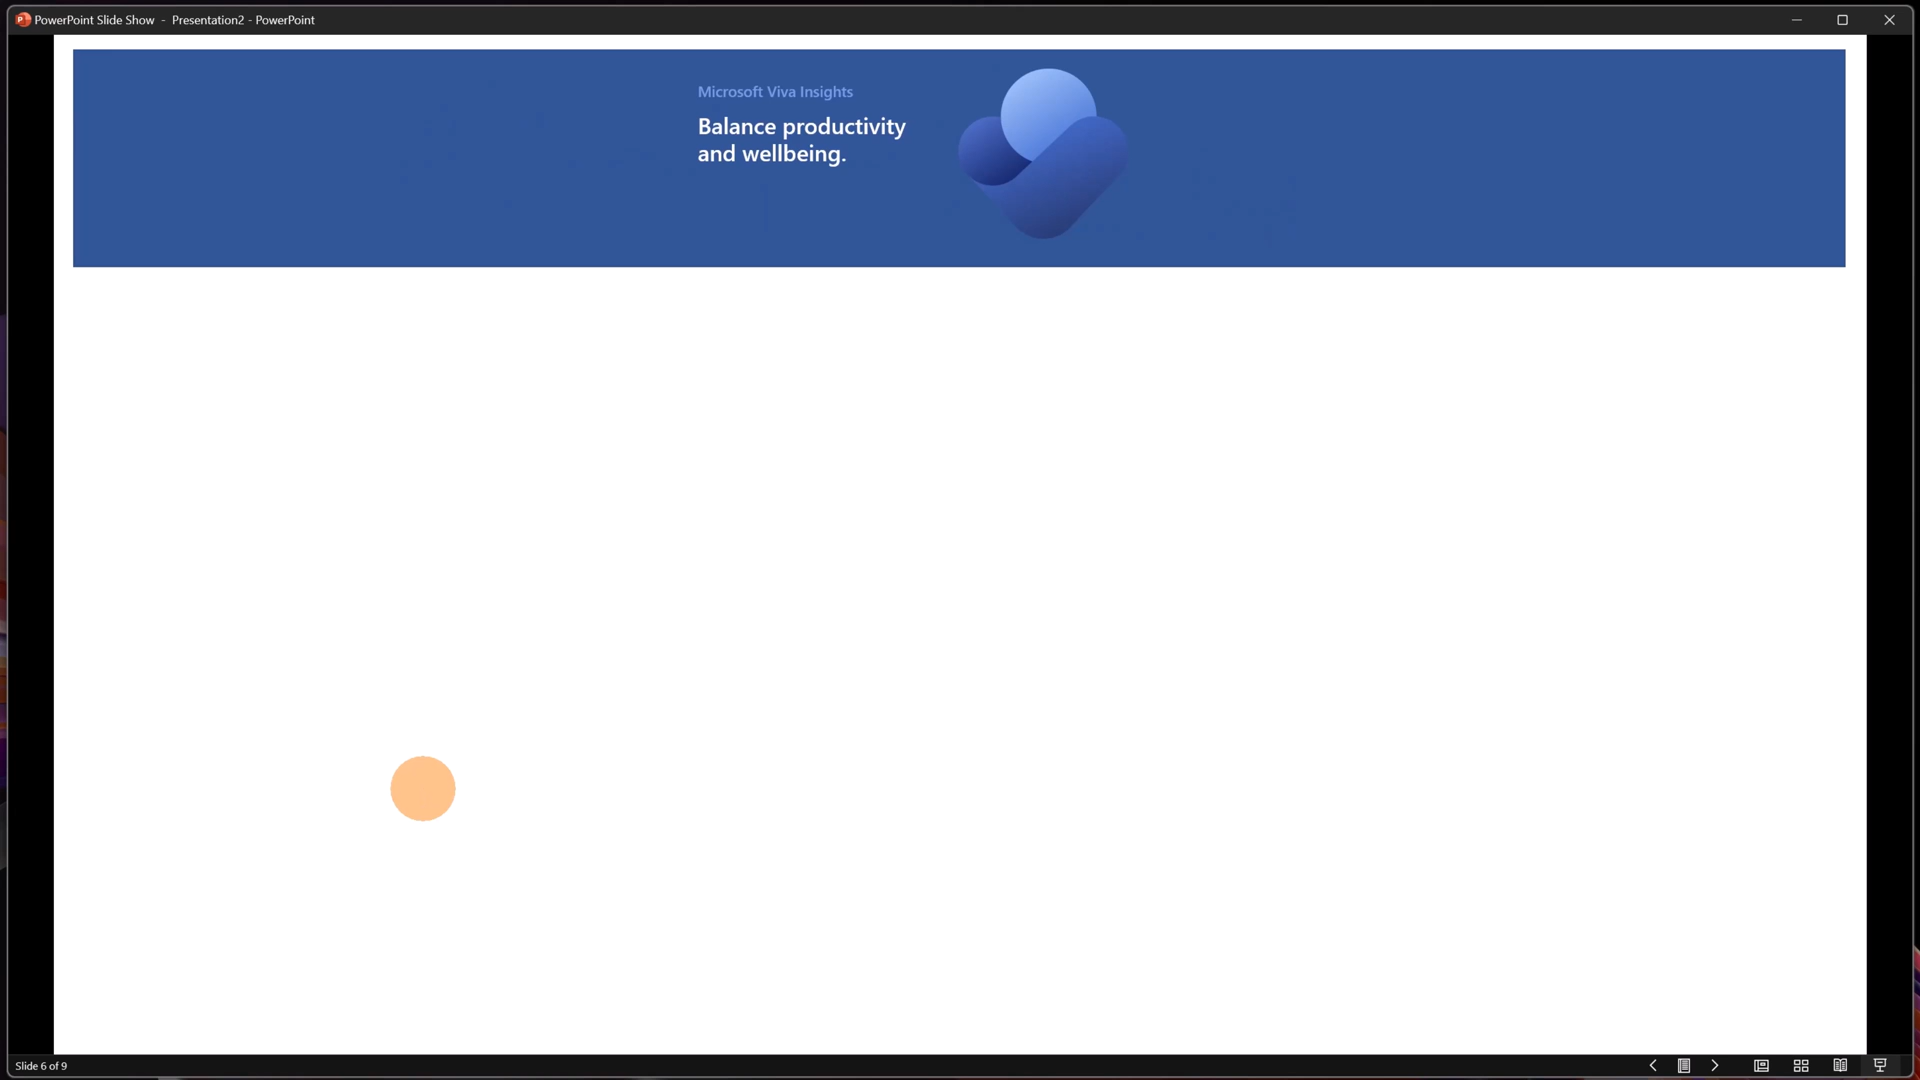 PowerPoint Slide Show - Presentation2 - PowerPoint
Microsoft Viva Insights
Balance productivity
and wellbeing.
Slide 6 of 9